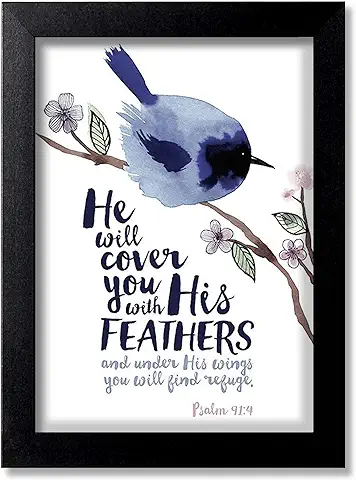 He
will
cover
you
with His
FEATHERS
and under His wings
you will find refuge.
Psalm 91:4